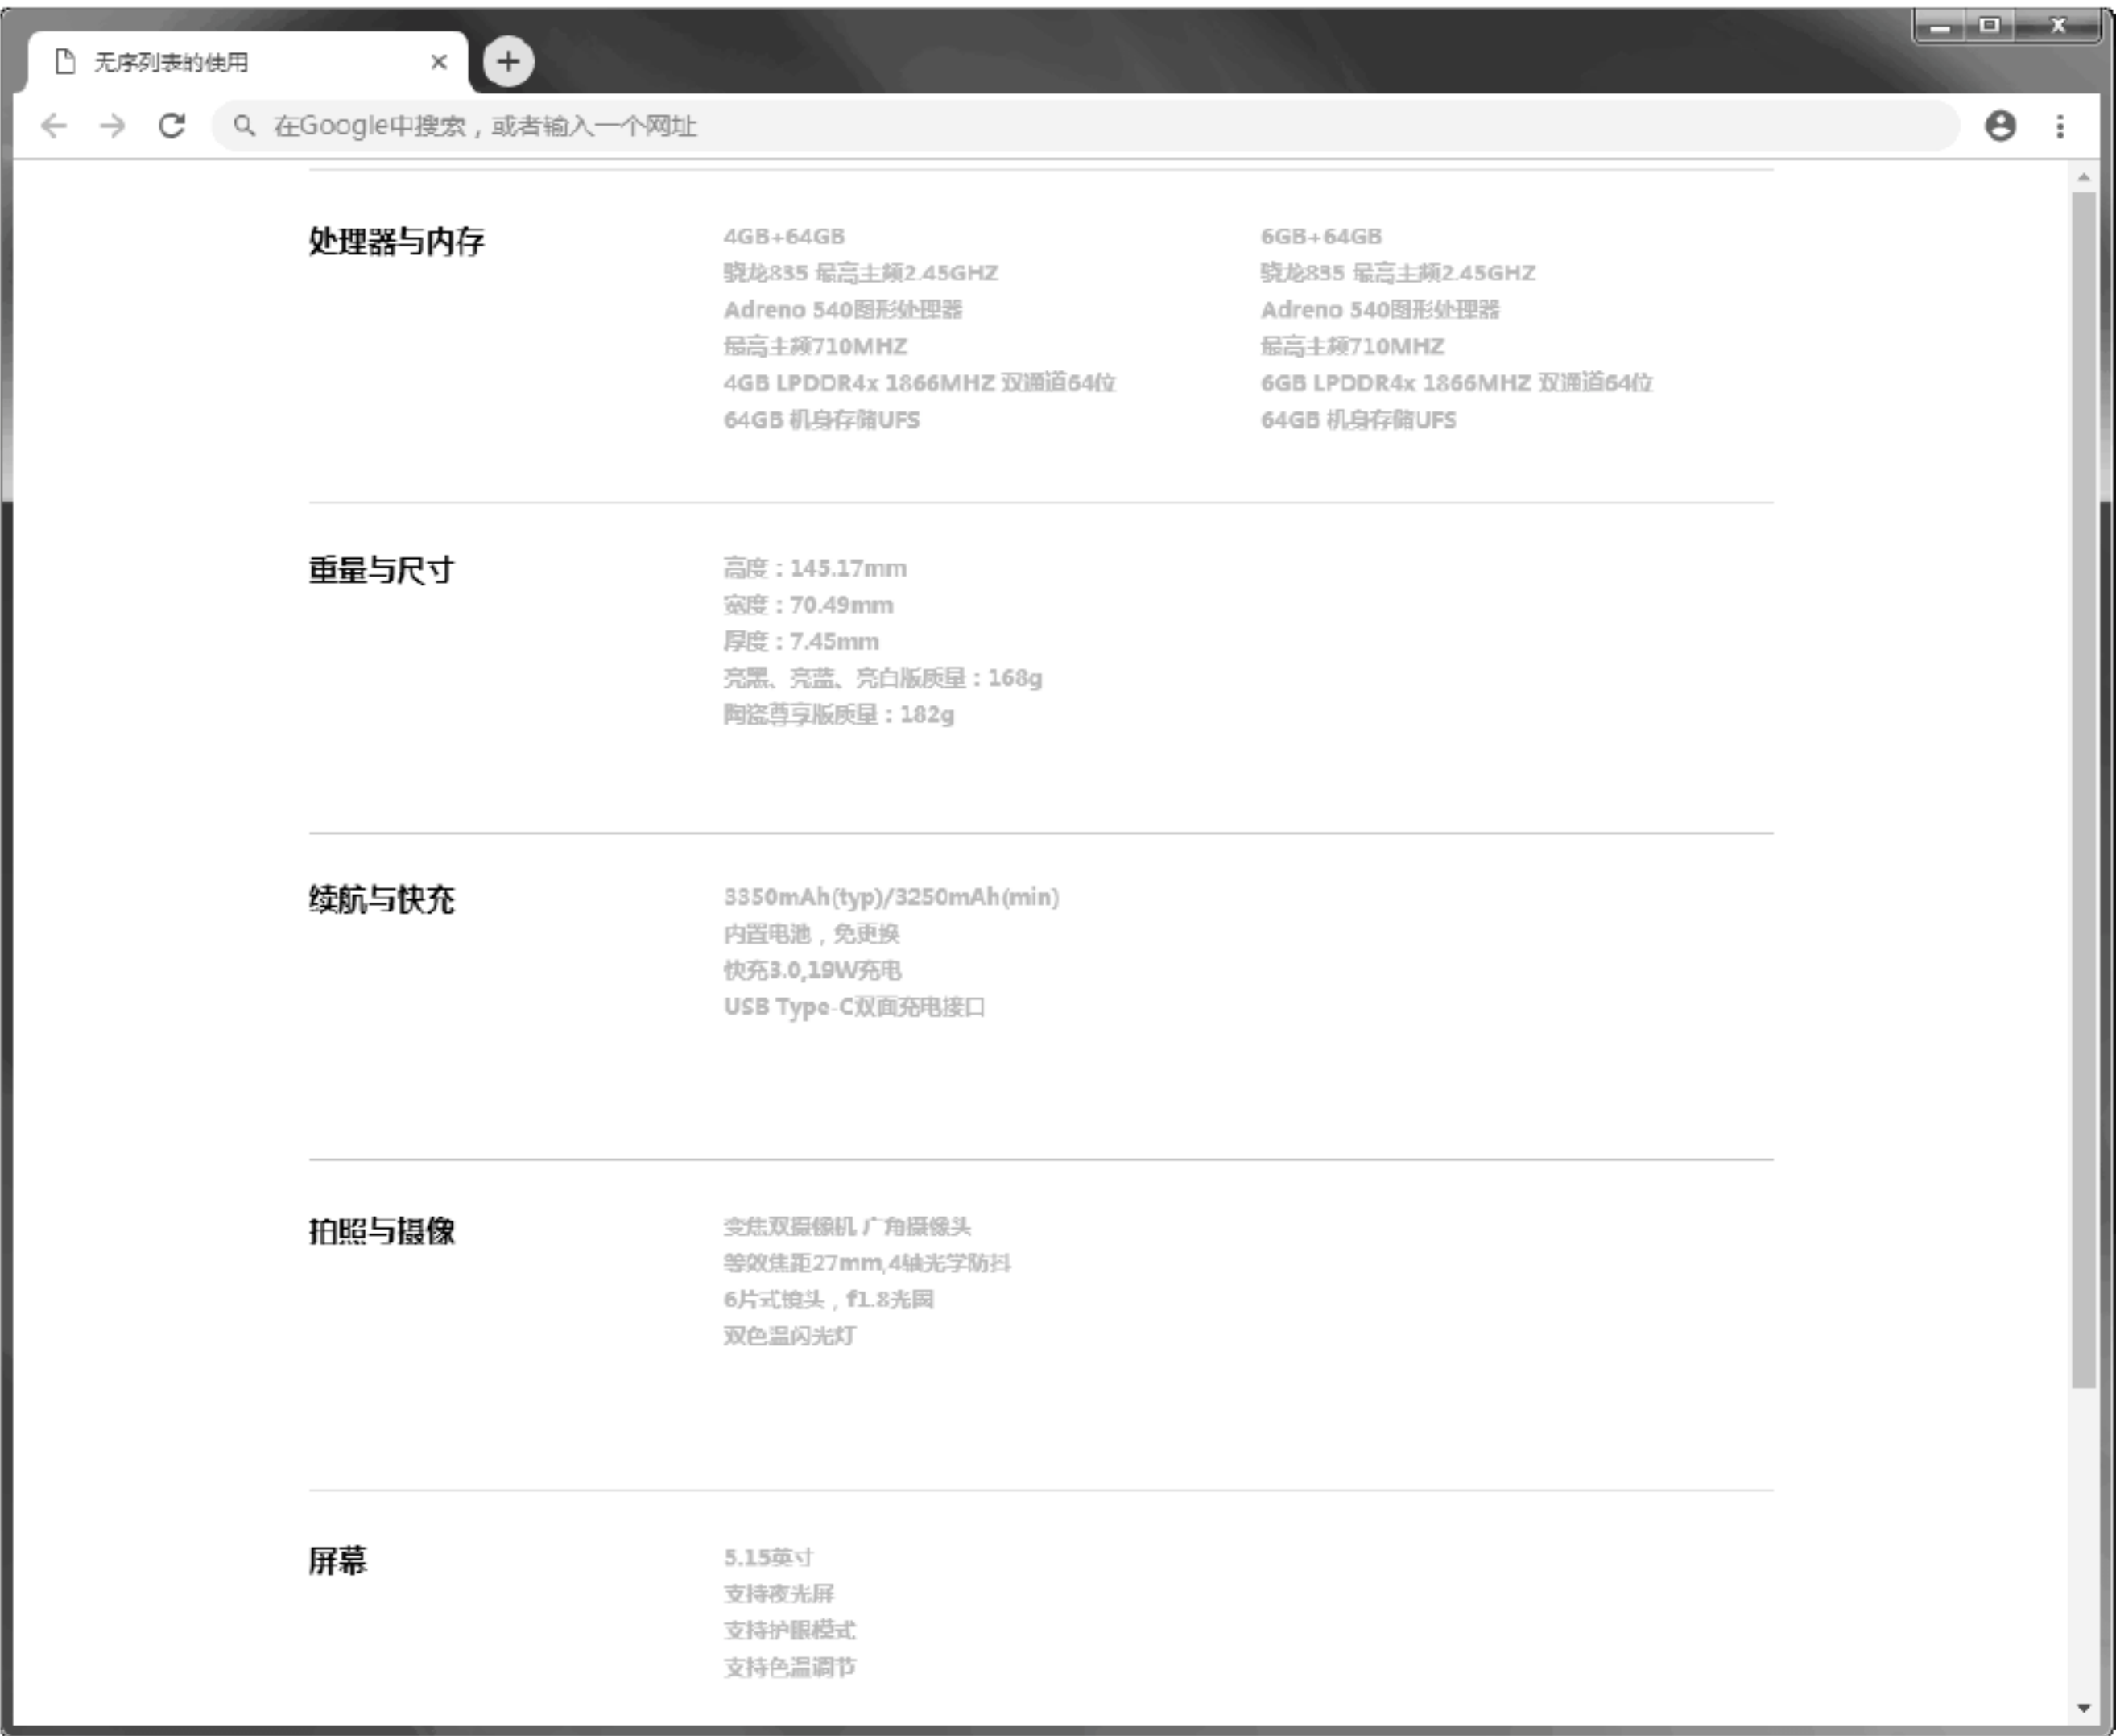 无序列表的使用
在Google中搜索，或者输入一个网址
处理器与内存
4GB+64GB
骁龙835 最高主频2.45GHZ
Adreno 540图形处理器
最高主频710MHZ
4GB LPDDR4x 1866MHZ 双通道64位
64GB 机身存储UFS
6GB+64GB
骁龙835 最高主频2.45GHZ
Adreno 540图形处理器
最高主频710MHZ
6GB LPDDR4x 1866MHZ 双通道64位
64GB 机身存储UFS
重量与尺寸
高度：145.17mm
宽度：70.49mm
厚度：7.45mm
亮黑、亮蓝、亮白版质量：168g
陶瓷尊享版质量：182g
续航与快充
3350mAh(typ)/3250mAh(min)
内置电池，免更换
快充3.0,19W充电
USB Type-C双面充电接口
拍照与摄像
变焦双摄像机 广角摄像头
等效焦距27mm,4轴光学防抖
6片式镜头，f1.8光圈
双色温闪光灯
屏幕
5.15英寸
支持夜光屏
支持护眼模式
支持色温调节